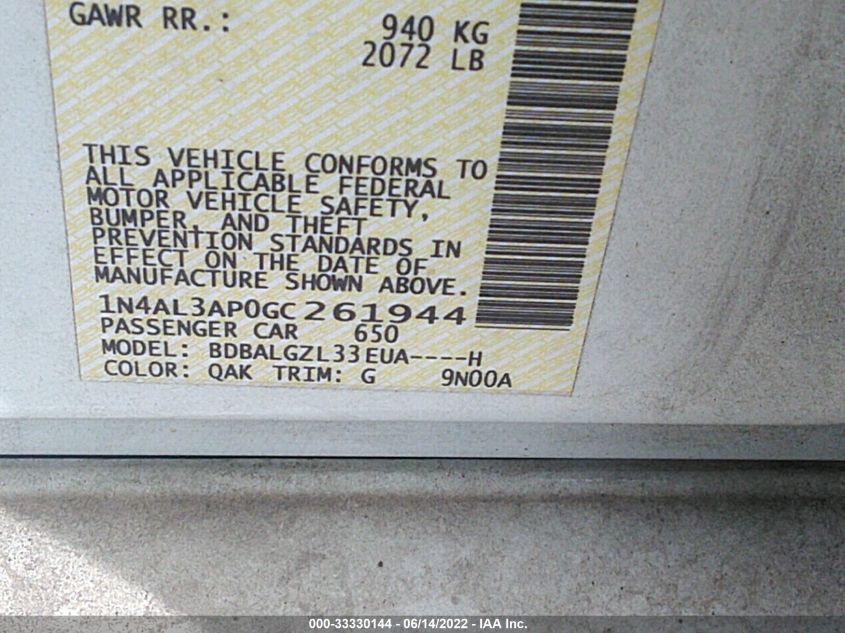 GAWR RR.: 940 KG
2072 LB
THIS VEHICLE CONFORMS TO
ALL APPLICABLE FEDERAL
MOTOR VEHICLE SAFETY,
BUMPER, AND THEFT
PREVENTION STANDARDS IN
EFFECT ON THE DATE OF
MANUFACTURE SHOWN ABOVE.
1N4AL3AP0GC261944
PASSENGER CAR 650
MODEL: BDBALGZL33EUA----H
COLOR: QAK TRIM: G 9N00A
000-33330144 - 06/14/2022 - IAA Inc.